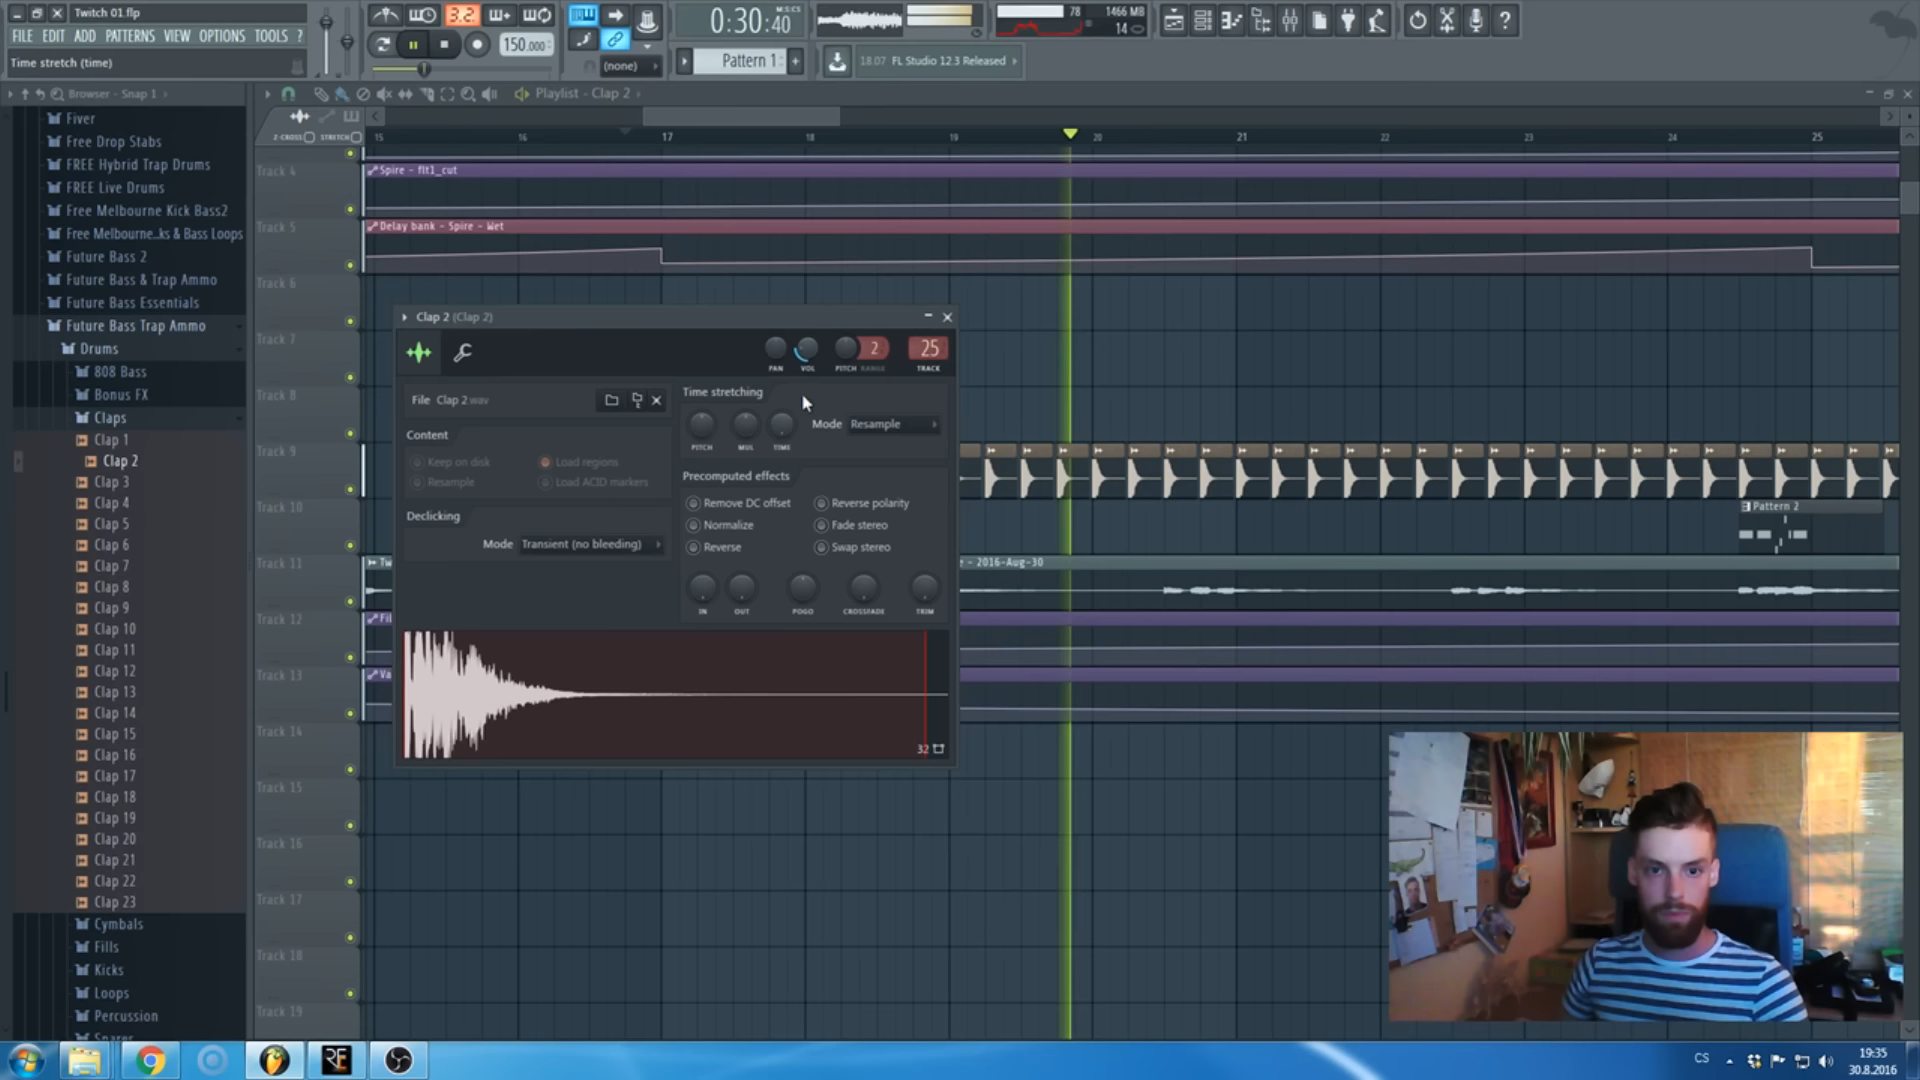 Twitch 01.flp
FILE EDIT ADD PATTERNS VIEW OPTIONS TOOLS ?
Time stretch (time)
3.2.
150.000
0:30:40
M:S:CS
78
1466 MB
14
(none)
Pattern 1
18.07 FL Studio 12.3 Released
Browser - Snap 1
Playlist - Clap 2
Z-CROSS STRETCH
15 16 17 18 19 20 21 22 23 24 25
Fiver
Free Drop Stabs
FREE Hybrid Trap Drums
FREE Live Drums
Free Melbourne Kick Bass2
Free Melbourne..ks & Bass Loops
Future Bass 2
Future Bass & Trap Ammo
Future Bass Essentials
Future Bass Trap Ammo
Drums
808 Bass
Bonus FX
Claps
Clap 1
Clap 2
Clap 3
Clap 4
Clap 5
Clap 6
Clap 7
Clap 8
Clap 9
Clap 10
Clap 11
Clap 12
Clap 13
Clap 14
Clap 15
Clap 16
Clap 17
Clap 18
Clap 19
Clap 20
Clap 21
Clap 22
Clap 23
Cymbals
Fills
Kicks
Loops
Percussion
Track 4
Spire - flt1_cut
Track 5
Delay bank - Spire - Wet
Track 6
Track 7
Track 8
Track 9
Track 10
Pattern 2
Track 11
Tw
e - 2016-Aug-30
Track 12
Fil
Track 13
Va
Track 14
Track 15
Track 16
Track 17
Track 18
Track 19
Clap 2 (Clap 2)
2
25
PAN VOL PITCH RANGE TRACK
File Clap 2.wav
Content
Keep on disk
Load regions
Resample
Load ACID markers
Declicking
Mode Transient (no bleeding)
Time stretching
PITCH MUL TIME
Mode Resample
Precomputed effects
Remove DC offset
Reverse polarity
Normalize
Fade stereo
Reverse
Swap stereo
IN OUT POGO CROSSFADE TRIM
32
CS
19:35
30.8.2016